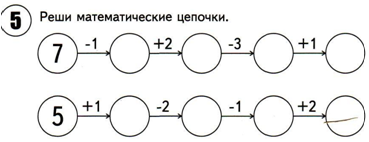 5 Реши математические цепочки.
7 -1 +2 -3 +1
5 +1 -2 -1 +2